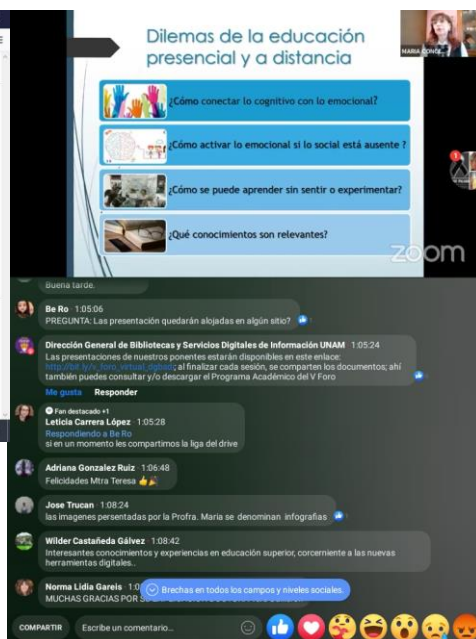 Dilemas de la educación
presencial y a distancia
MARIA CONDE
¿Cómo conectar lo cognitivo con lo emocional?
¿Cómo activar lo emocional si lo social está ausente ?
1
¿Cómo se puede aprender sin sentir o experimentar?
¿Qué conocimientos son relevantes?
zoom
Buena tarde.
Be Ro · 1:05:06
PREGUNTA: Las presentación quedarán alojadas en algún sitio?
Dirección General de Bibliotecas y Servicios Digitales de Información UNAM · 1:05:24
Las presentaciones de nuestros ponentes estarán disponibles en este enlace:
al finalizar cada sesión, se comparten los documentos; ahí
también puedes consultar y/o descargar el Programa Académico del V Foro
Me gusta Responder
Fan destacado +1
Leticia Carrera López · 1:05:28
Respondiendo a Be Ro
si en un momento les compartimos la liga del drive
Adriana Gonzalez Ruiz · 1:06:48
Felicidades Mtra Teresa
Jose Trucan · 1:08:24
las imagenes persentadas por la Profra. Maria se denominan infografias
Wilder Castañeda Gálvez · 1:08:42
Interesantes conocimientos y experiencias en educación superior, corcerniente a las nuevas
herramientas digitales..
Norma Lidia Gareis · 1:0
Brechas en todos los campos y niveles sociales.
MUCHAS GRACIAS POR
COMPARTIR Escribe un comentario...